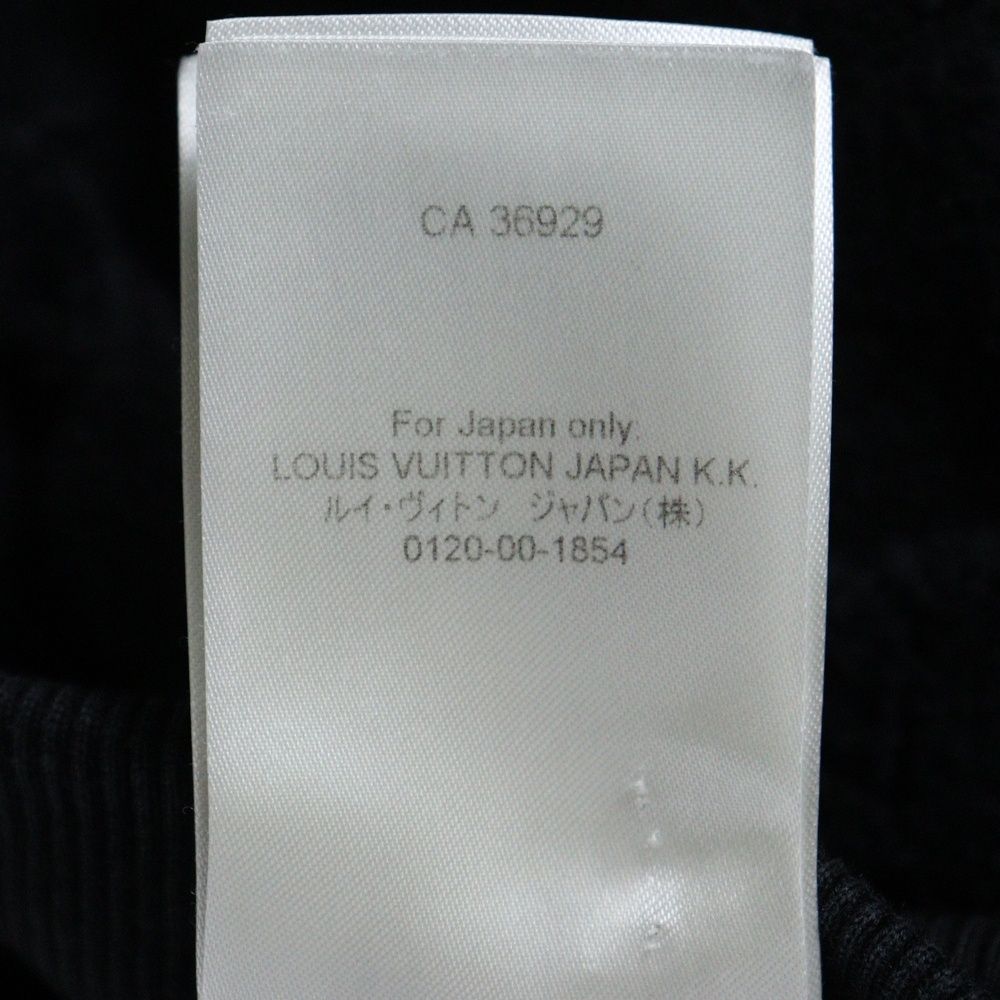 CA 36929
For Japan only.
LOUIS VUITTON JAPAN K.K.
ルイ・ヴィトン　ジャパン(株)
0120-00-1854